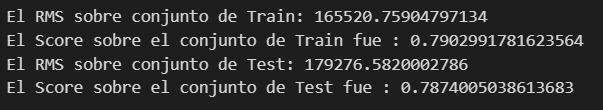 El RMS sobre conjunto de Train: 165520.75904797134
El Score sobre el conjunto de Train fue : 0.7902991781623564
El RMS sobre conjunto de Test: 179276.5820002786
El Score sobre el conjunto de Test fue : 0.7874005038613683